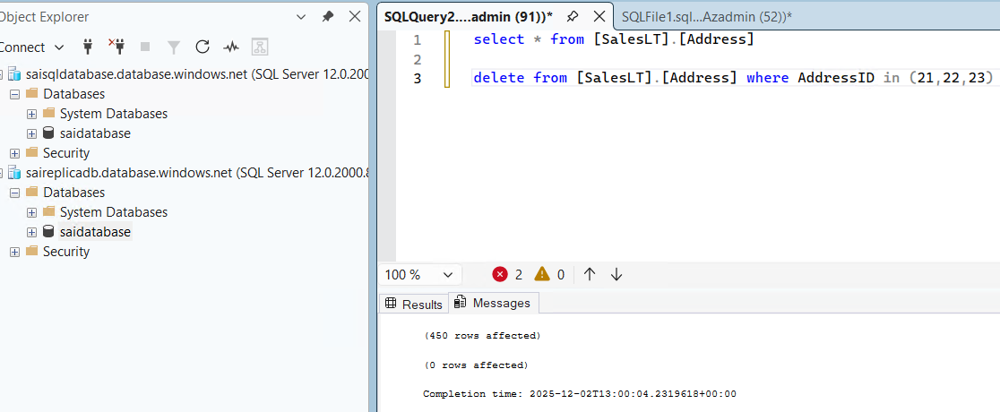 Object Explorer
Connect
saisqldatabase.database.windows.net (SQL Server 12.0.200
Databases
System Databases
saidatabase
Security
saireplicadb.database.windows.net (SQL Server 12.0.2000.8
Databases
System Databases
saidatabase
Security
SQLQuery2....admin (91))*
SQLFile1.sql...Azadmin (52))*
1 select * from [SalesLT].[Address]
2
3 delete from [SalesLT].[Address] where AddressID in (21,22,23)
100 %
2
0
Results
Messages
(450 rows affected)
(0 rows affected)
Completion time: 2025-12-02T13:00:04.2319618+00:00